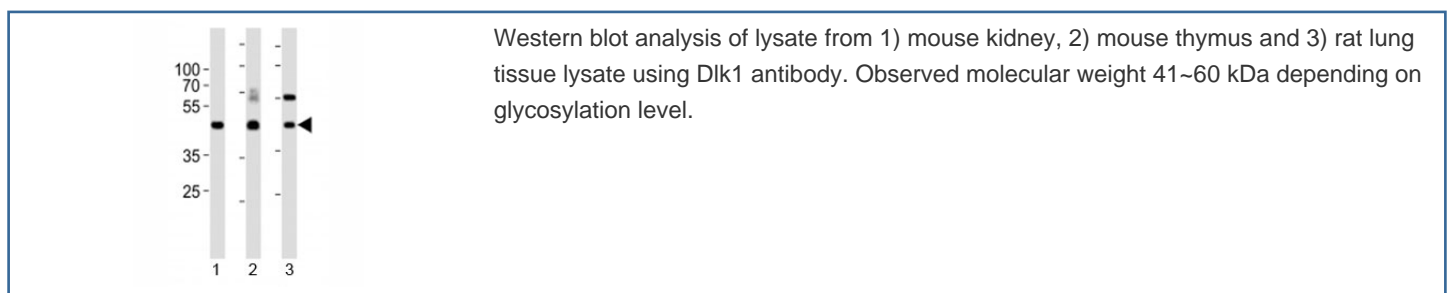 100 -
70 -
55 -
35 -
25 -
1 2 3
Western blot analysis of lysate from 1) mouse kidney, 2) mouse thymus and 3) rat lung
tissue lysate using Dlk1 antibody. Observed molecular weight 41~60 kDa depending on
glycosylation level.